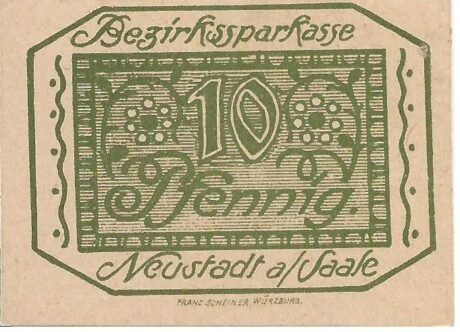 Bezirkssparkasse
10
Pfennig.
Neustadt a/Saale
FRANZ SCHEINER, WÜRZBURG.